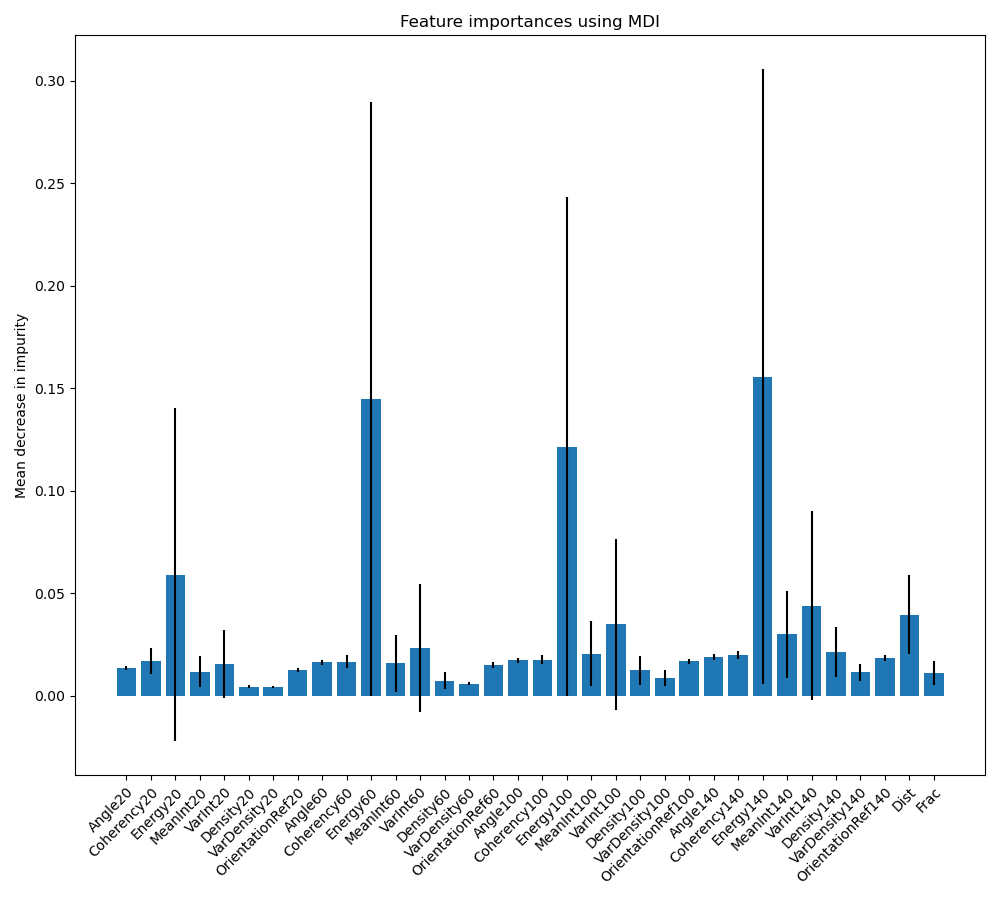 Feature importances using MDI
Mean decrease in impurity
0.30
0.25
0.20
0.15
0.10
0.05
0.00
Angle20
Coherency20
Energy20
MeanInt20
VarInt20
Density20
VarDensity20
OrientationRef20
Angle60
Coherency60
Energy60
MeanInt60
VarInt60
Density60
VarDensity60
OrientationRef60
Angle100
Coherency100
Energy100
MeanInt100
VarInt100
Density100
VarDensity100
OrientationRef100
Angle140
Coherency140
Energy140
MeanInt140
VarInt140
Density140
VarDensity140
OrientationRef140
Dist
Frac